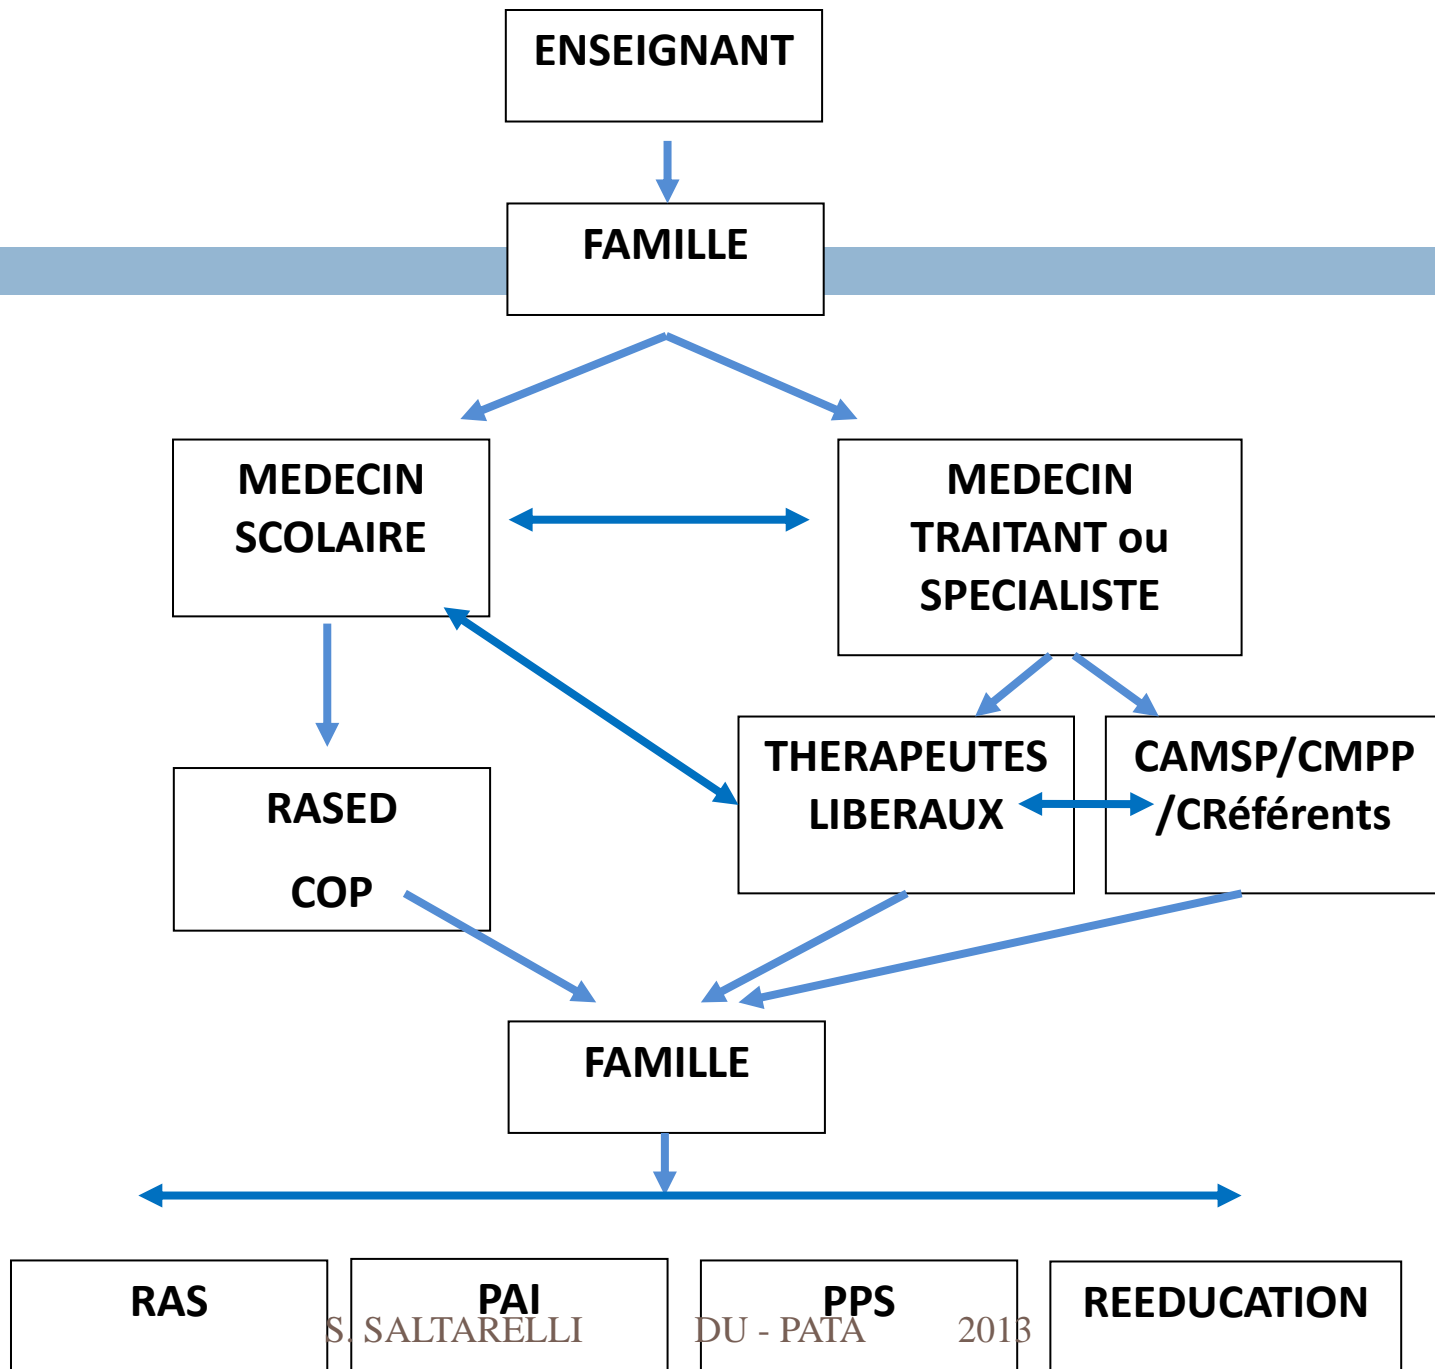 ENSEIGNANT
FAMILLE
MEDECIN
SCOLAIRE
MEDECIN
TRAITANT ou
SPECIALISTE
RASED
COP
THERAPEUTES
LIBERAUX
CAMSP/CMPP
/CRéférents
FAMILLE
RAS
PAI
PPS
REEDUCATION
S. SALTARELLI DU - PATA 2013